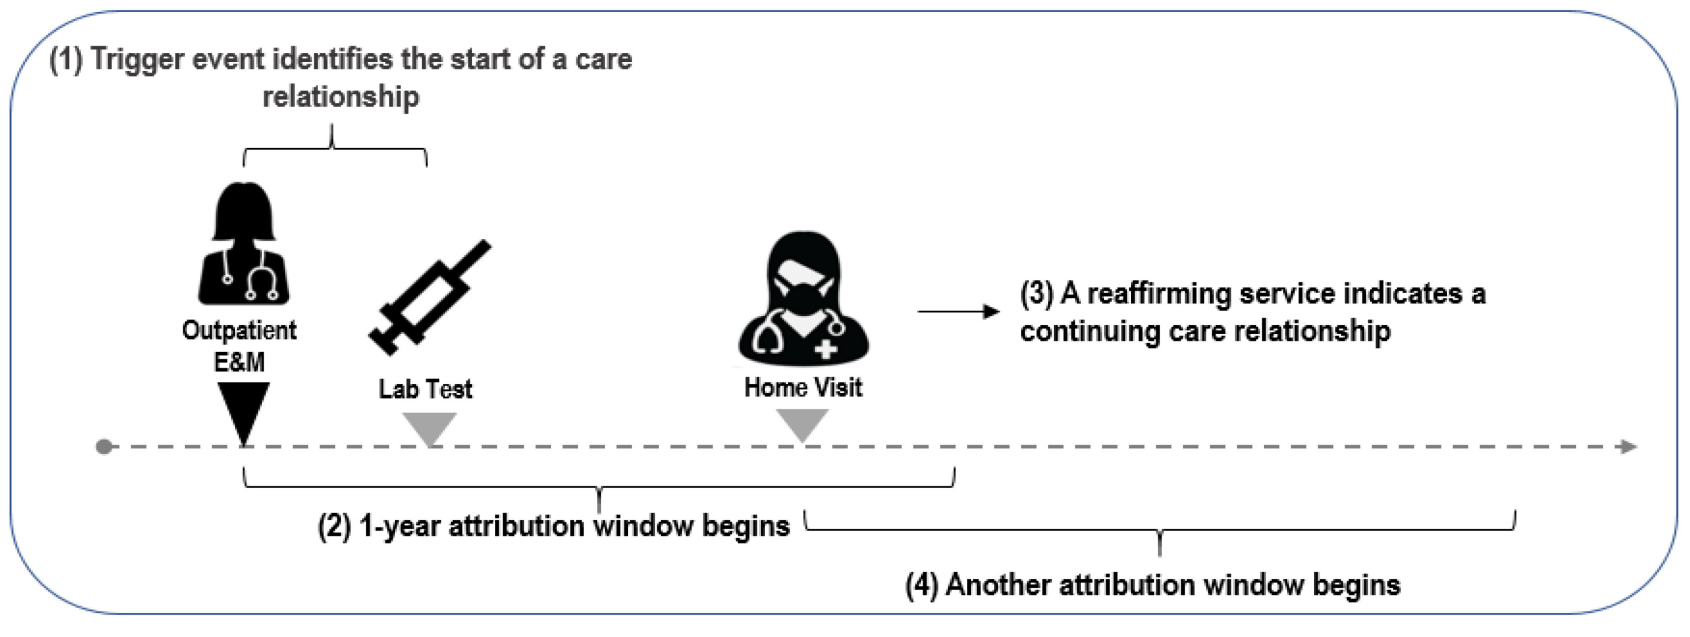 (1) Trigger event identifies the start of a care
relationship
Outpatient
E&M
Lab Test
Home Visit
(3) A reaffirming service indicates a
continuing care relationship
(2) 1-year attribution window begins
(4) Another attribution window begins